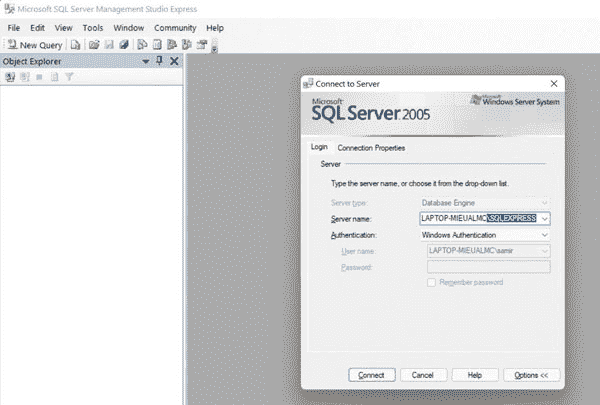 Microsoft SQL Server Management Studio Express
File Edit View Tools Window Community Help
New Query
Object Explorer
Connect to Server
Microsoft
SQL Server 2005
Microsoft
Windows Server System
Login Connection Properties
Server
Type the server name, or choose it from the drop-down list.
Server type: Database Engine
Server name: LAPTOP-MIEUALMC\SQLEXPRESS
Authentication: Windows Authentication
User name: LAPTOP-MIEUALMC\aamir
Password:
Remember password
Connect Cancel Help Options <<